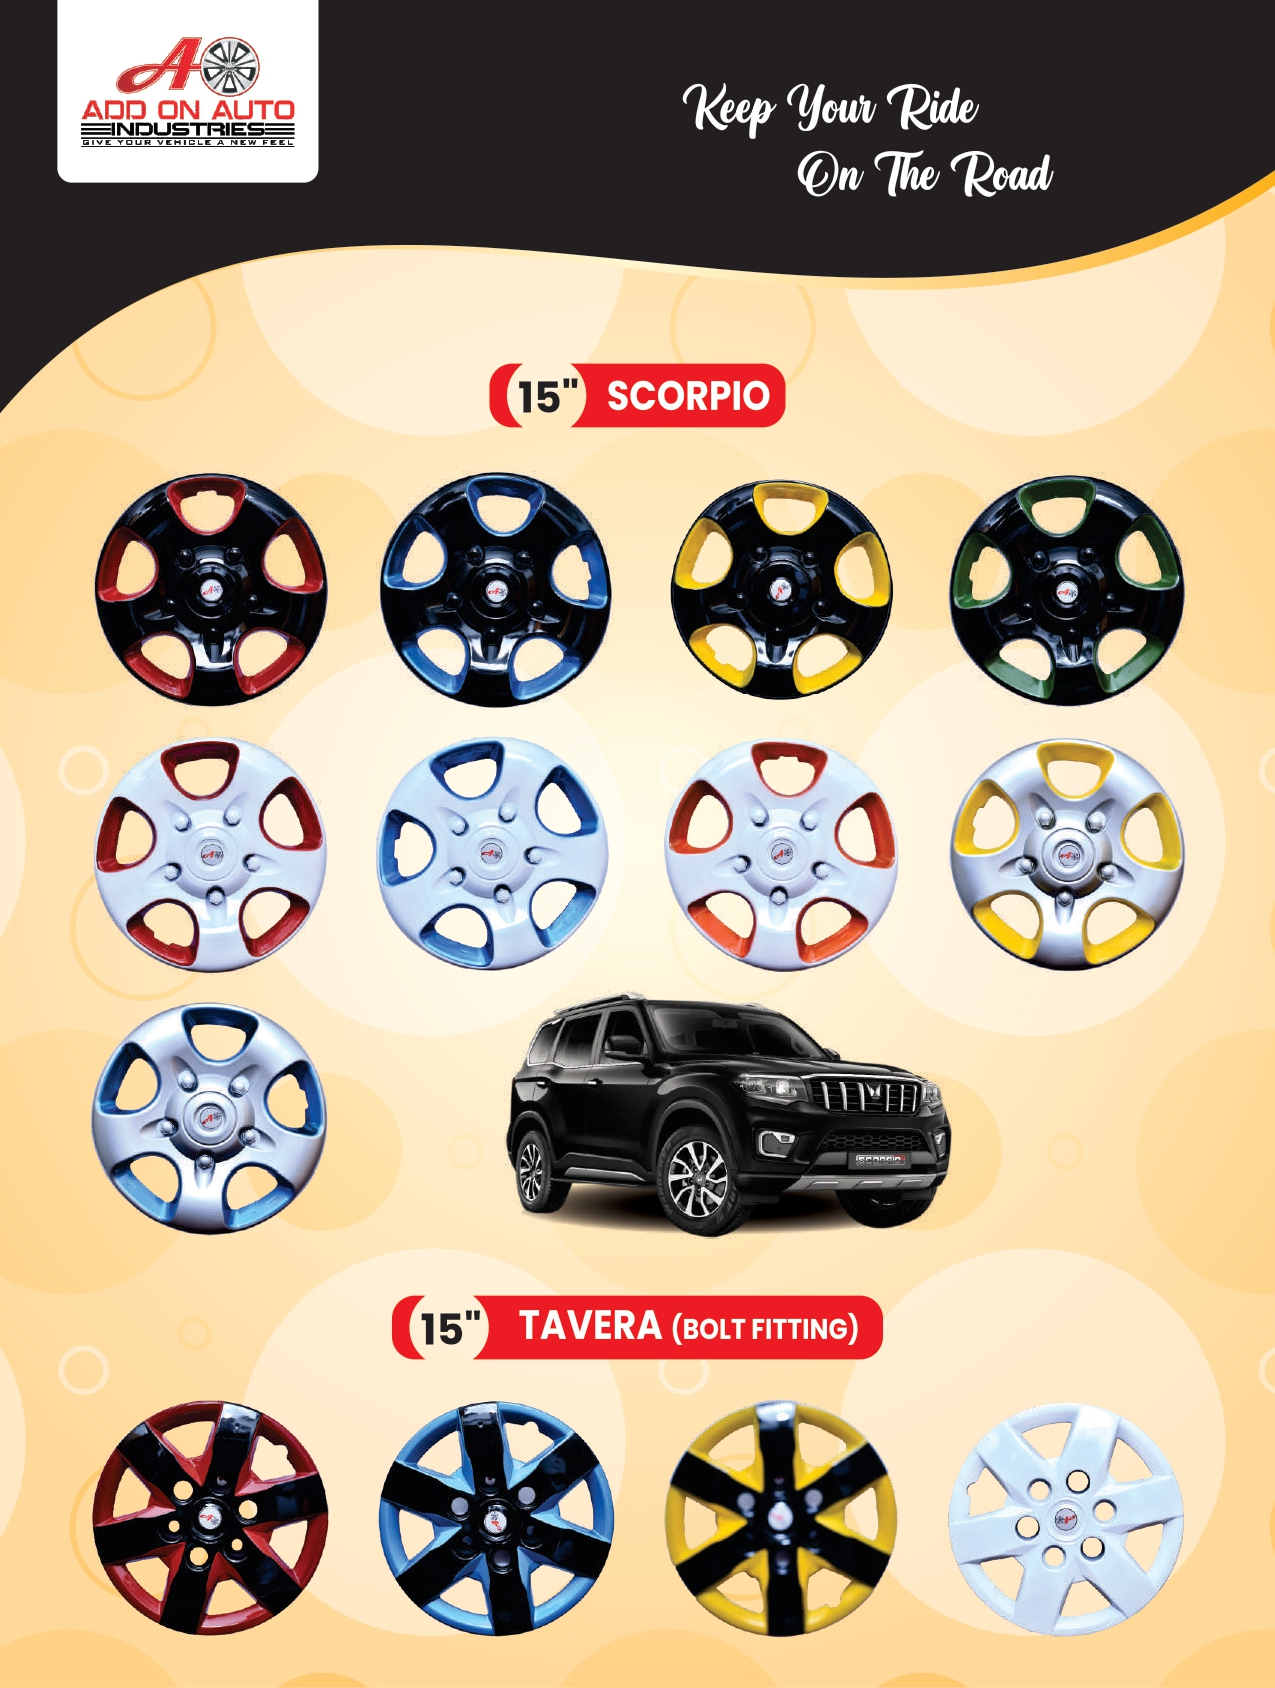 A
ADD ON AUTO
INDUSTRIES
GIVE YOUR VEHICLE A NEW FEEL
Keep Your Ride
On The Road
15" SCORPIO
SCORPIO
15" TAVERA (BOLT FITTING)